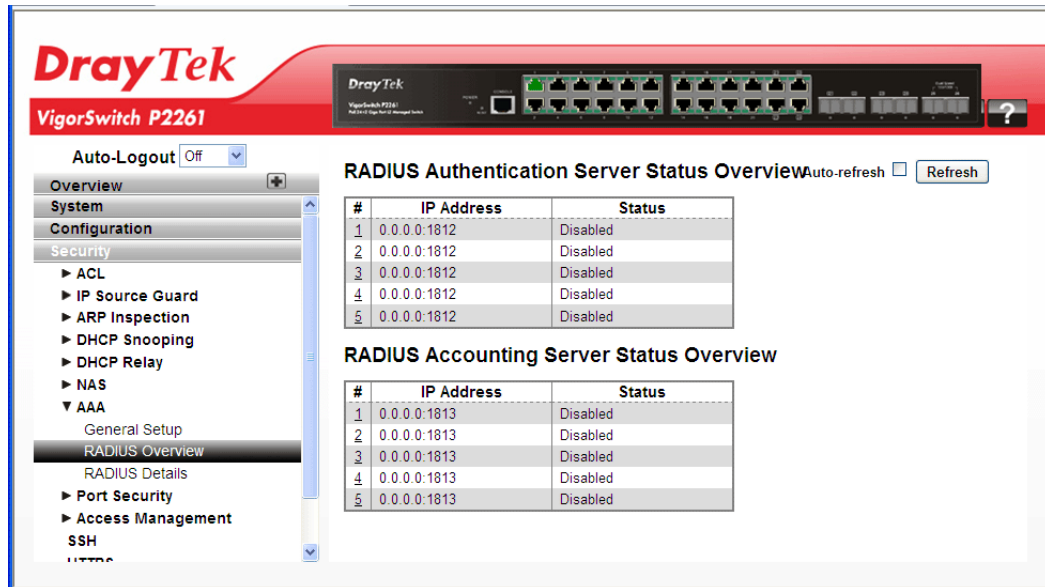 DrayTek
VigorSwitch P2261
DrayTek
VigorSwitch P2261
?
Auto-Logout Off
Overview
System
Configuration
Security
ACL
IP Source Guard
ARP Inspection
DHCP Snooping
DHCP Relay
NAS
AAA
General Setup
RADIUS Overview
RADIUS Details
Port Security
Access Management
SSH
HTTPS
RADIUS Authentication Server Status Overview
Auto-refresh Refresh
# IP Address Status
1 0.0.0.0:1812 Disabled
2 0.0.0.0:1812 Disabled
3 0.0.0.0:1812 Disabled
4 0.0.0.0:1812 Disabled
5 0.0.0.0:1812 Disabled
RADIUS Accounting Server Status Overview
# IP Address Status
1 0.0.0.0:1813 Disabled
2 0.0.0.0:1813 Disabled
3 0.0.0.0:1813 Disabled
4 0.0.0.0:1813 Disabled
5 0.0.0.0:1813 Disabled